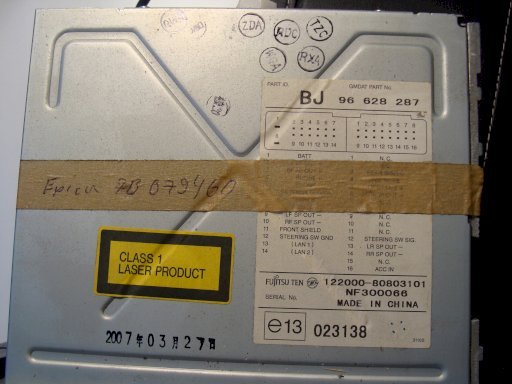 ZDA
RDC
TZC
RX4
PART ID.
GMDAT PART No.
BJ 96 628 287
1 2 3 4 5 6 7
9 10 11 12 13 14
1 2 3 4 5 6 7 8
9 10 11 12 13 14 15 16
1 BATT
1 N.C.
Epica ZB 079460
9 LF SP OUT－
9 N.C.
10 RF SP OUT－
10 N.C.
11 FRONT SHIELD
11 N.C.
12 STEERING SW GND
12 STEERING SW SIG.
13 (LAN 1)
13 LR SP OUT－
14 (LAN 2)
14 RR SP OUT－
15 N.C.
16 ACC IN
CLASS 1
LASER PRODUCT
FUJITSU TEN
122000-80803101
SERIAL No.
NF300066
MADE IN CHINA
e13 023138
2007年03月27日